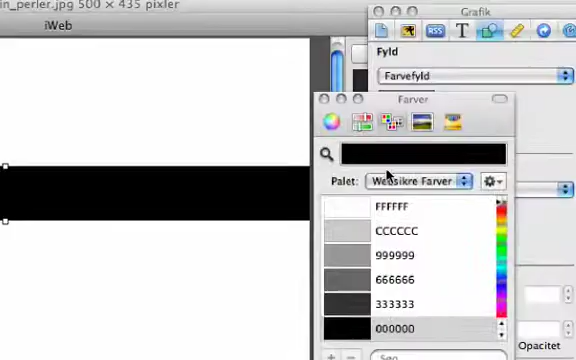 in_perler.jpg 500 × 435 pixler
iWeb
Grafik
RSS
T
Fyld
Farvefyld
Farver
Palet: Websikre Farver
FFFFFF
CCCCCC
999999
666666
333333
000000
Opacitet